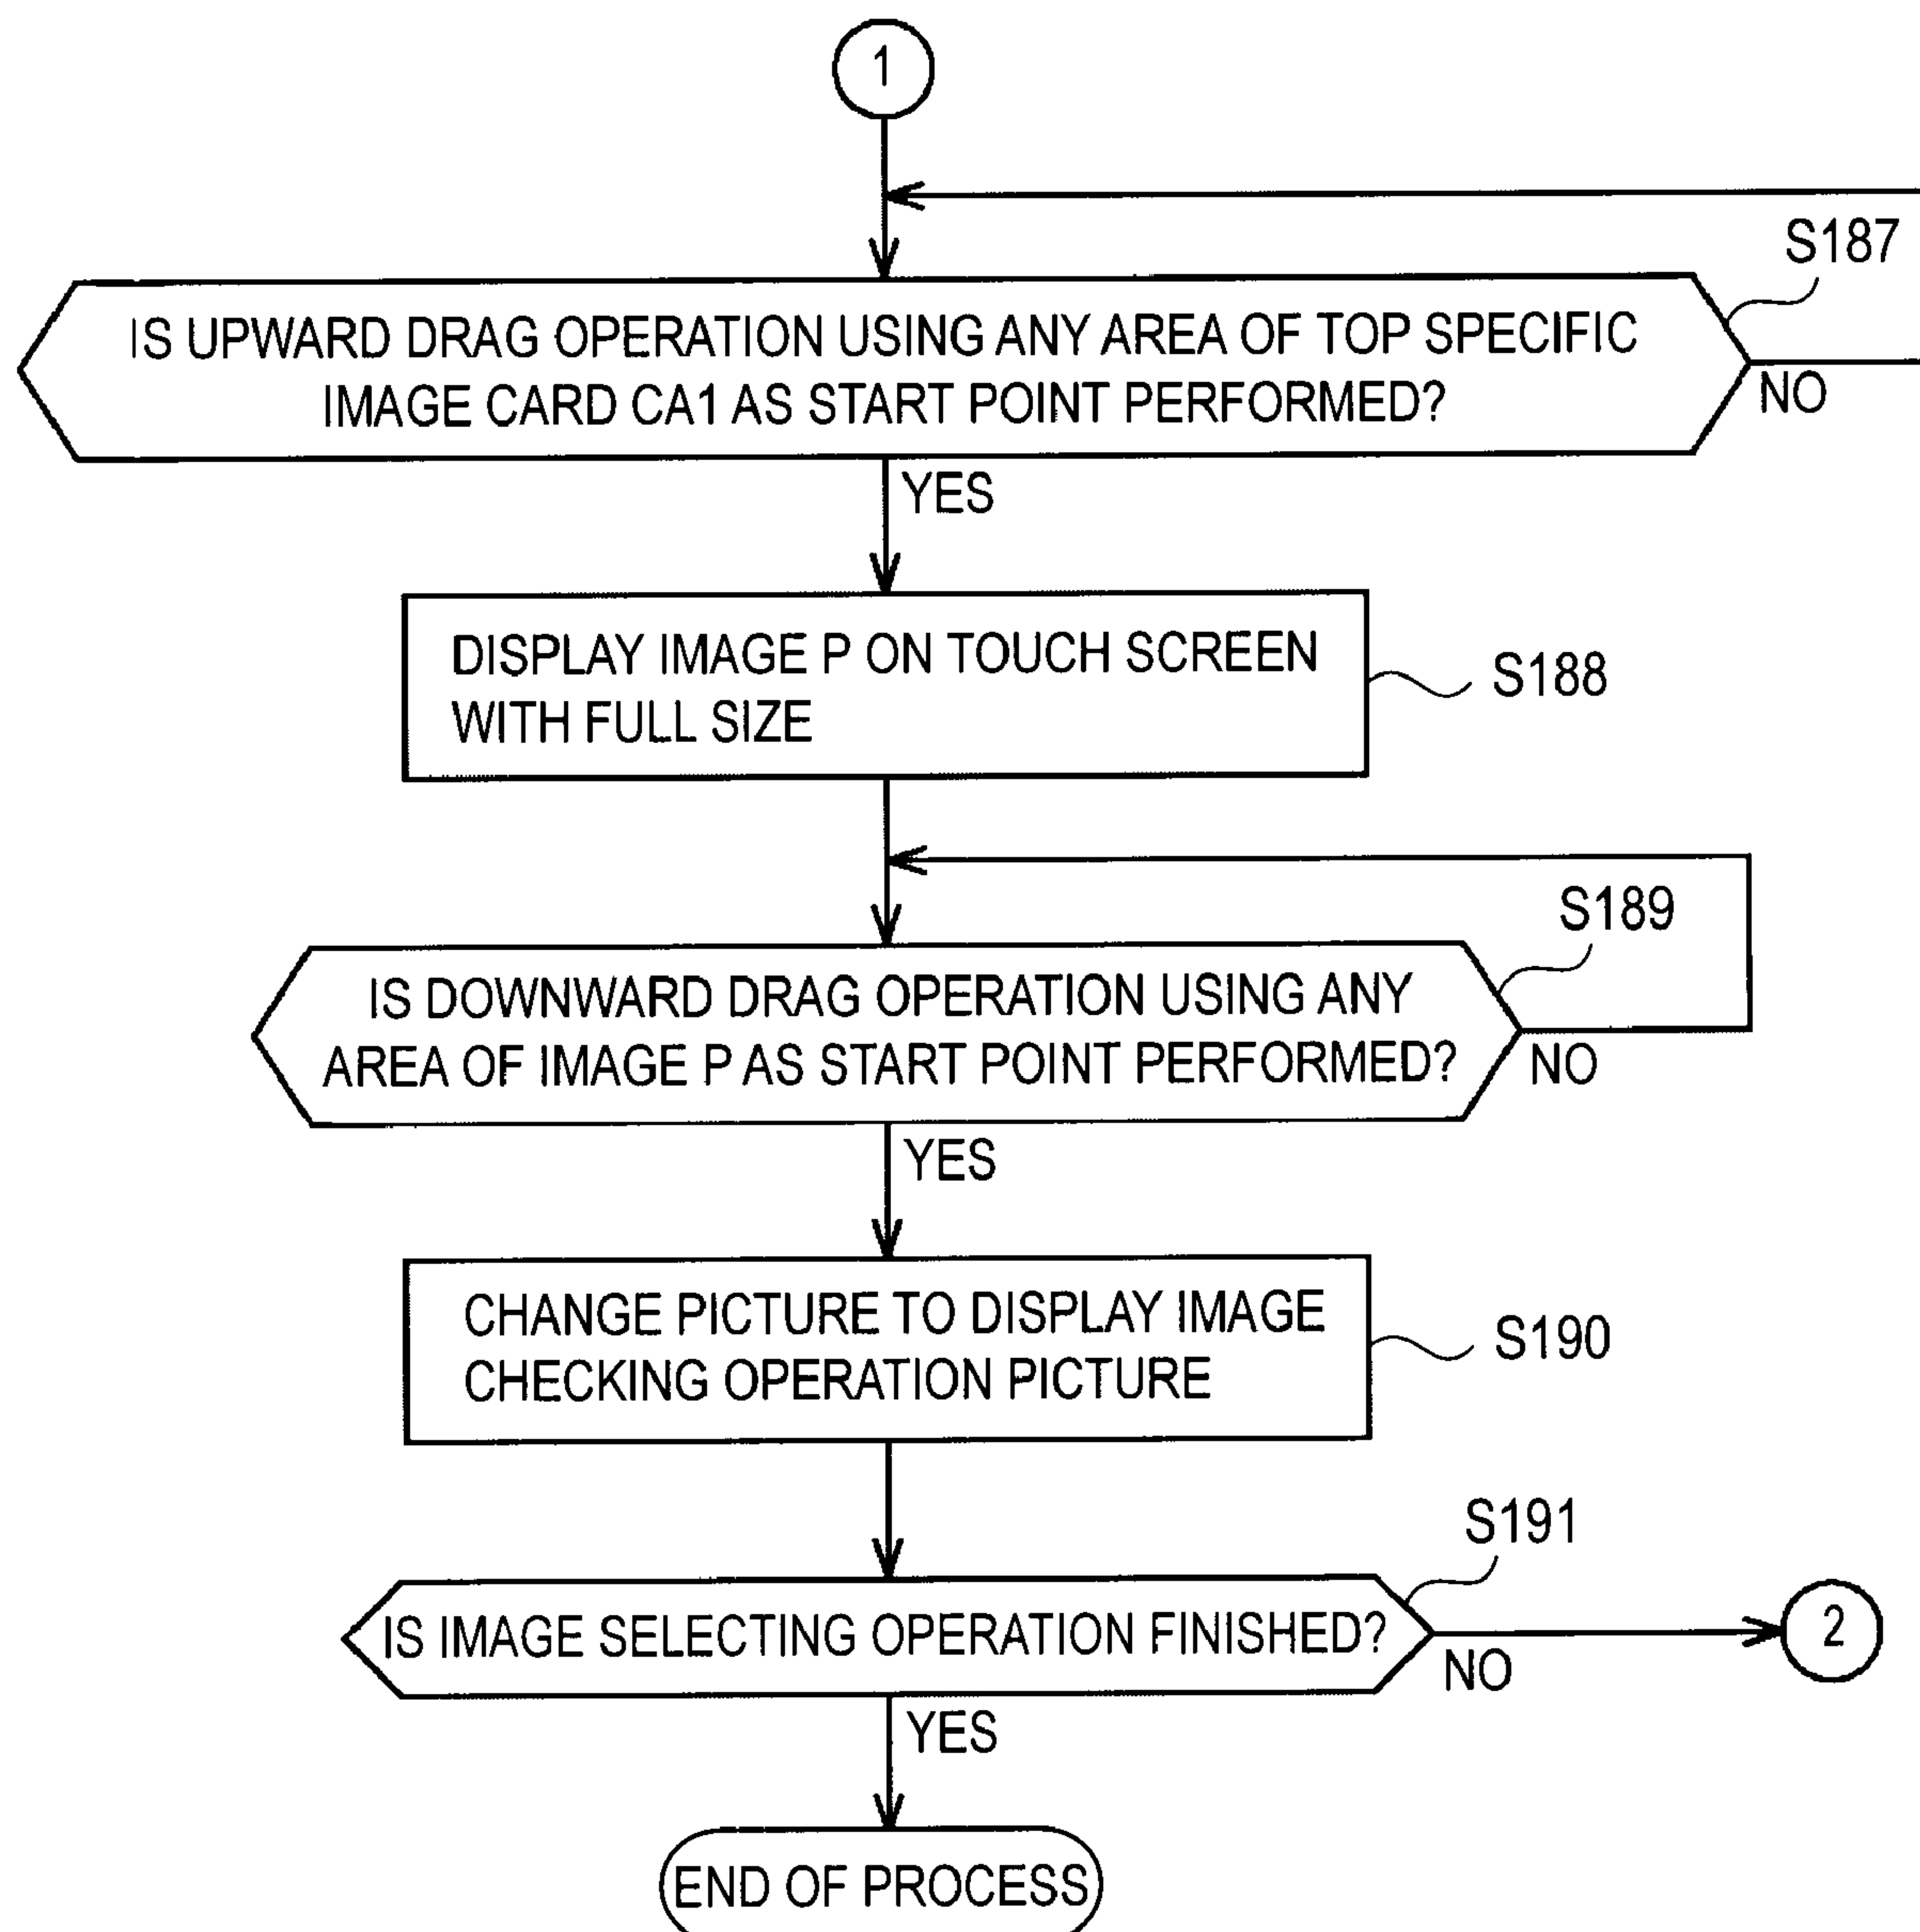 1
S187
IS UPWARD DRAG OPERATION USING ANY AREA OF TOP SPECIFIC
IMAGE CARD CA1 AS START POINT PERFORMED?
NO
YES
DISPLAY IMAGE P ON TOUCH SCREEN
WITH FULL SIZE
S188
S189
IS DOWNWARD DRAG OPERATION USING ANY
AREA OF IMAGE P AS START POINT PERFORMED?
NO
YES
CHANGE PICTURE TO DISPLAY IMAGE
CHECKING OPERATION PICTURE
S190
S191
IS IMAGE SELECTING OPERATION FINISHED?
NO
2
YES
END OF PROCESS